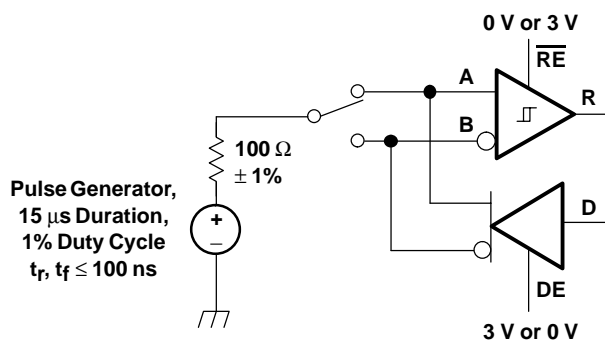 0 V or 3 V
RE
A
R
B
100 Ω
± 1%
Pulse Generator,
15 μs Duration,
1% Duty Cycle
tr, tf ≤ 100 ns
+
–
D
DE
3 V or 0 V